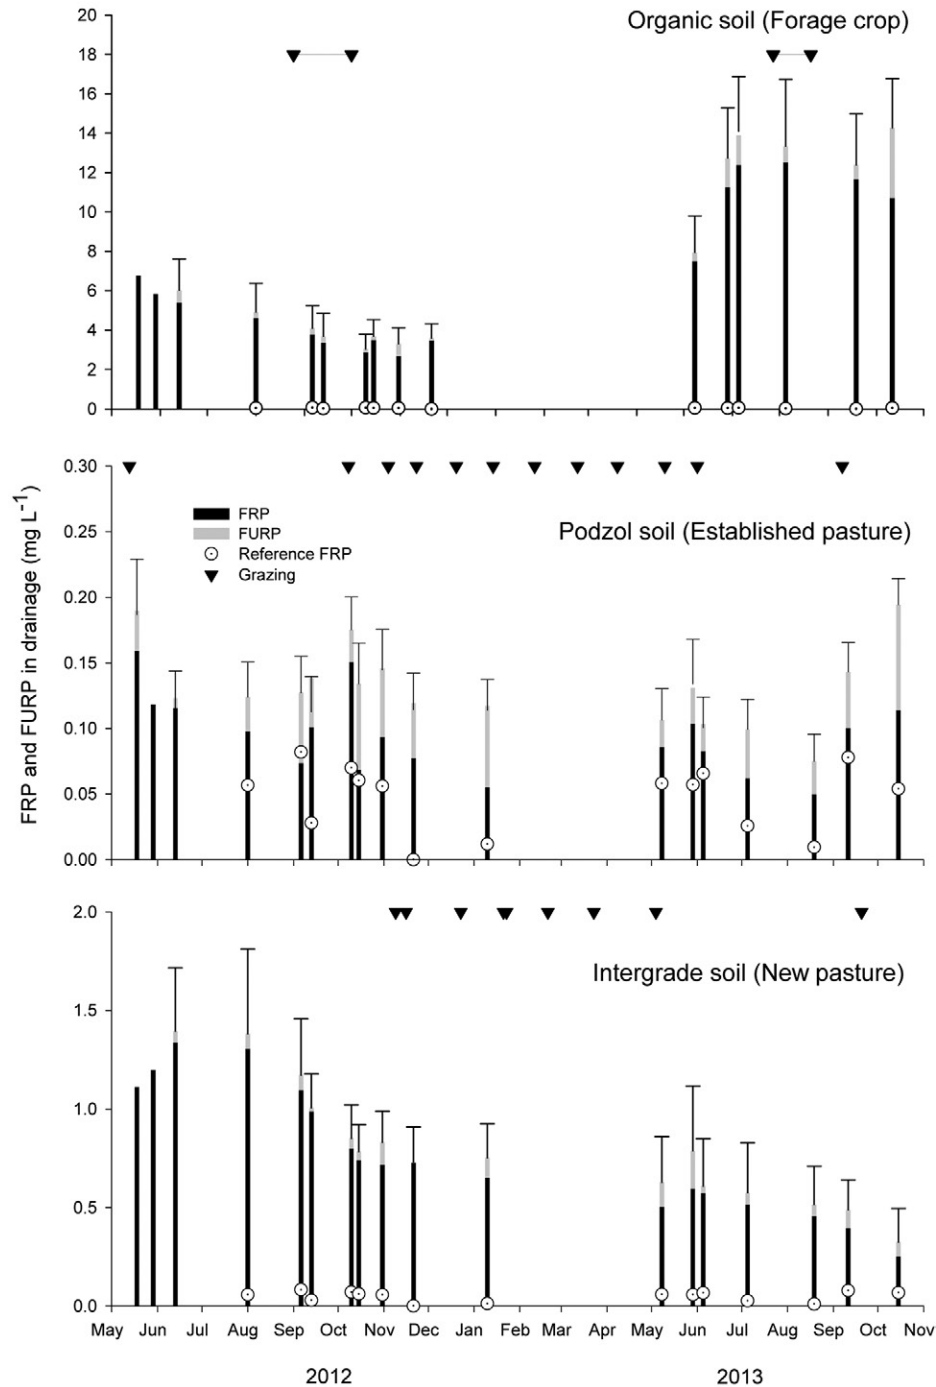 Organic soil (Forage crop)
20
18
16
14
12
10
8
6
4
2
0
FRP and FURP in drainage (mg L⁻¹)
Podzol soil (Established pasture)
0.30
0.25
0.20
0.15
0.10
0.05
0.00
FRP
FURP
Reference FRP
Grazing
Intergrade soil (New pasture)
2.0
1.5
1.0
0.5
0.0
May Jun Jul Aug Sep Oct Nov Dec Jan Feb Mar Apr May Jun Jul Aug Sep Oct Nov
2012 2013